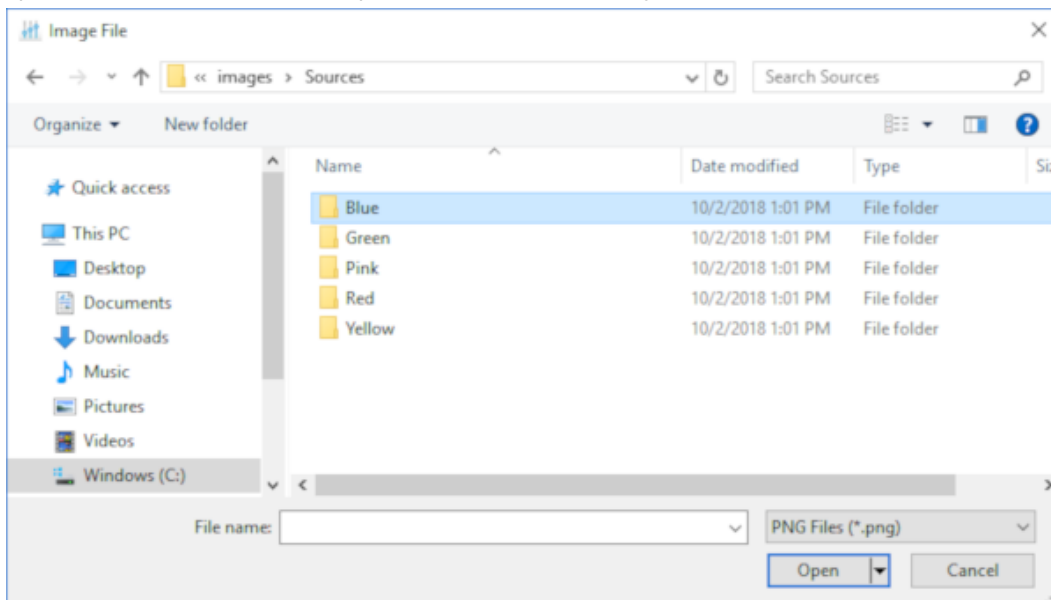 Image File
« images › Sources
Search Sources
Organize
New folder
Name
Date modified
Type
Quick access
This PC
Desktop
Documents
Downloads
Music
Pictures
Videos
Windows (C:)
Blue 10/2/2018 1:01 PM File folder
Green 10/2/2018 1:01 PM File folder
Pink 10/2/2018 1:01 PM File folder
Red 10/2/2018 1:01 PM File folder
Yellow 10/2/2018 1:01 PM File folder
File name:
PNG Files (*.png)
Open
Cancel